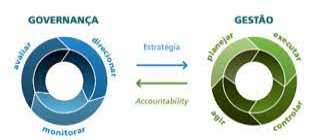 GOVERNANÇA
GESTÃO
avaliar
direcionar
monitorar
Estratégia
Accountability
planejar
executar
agir
controlar